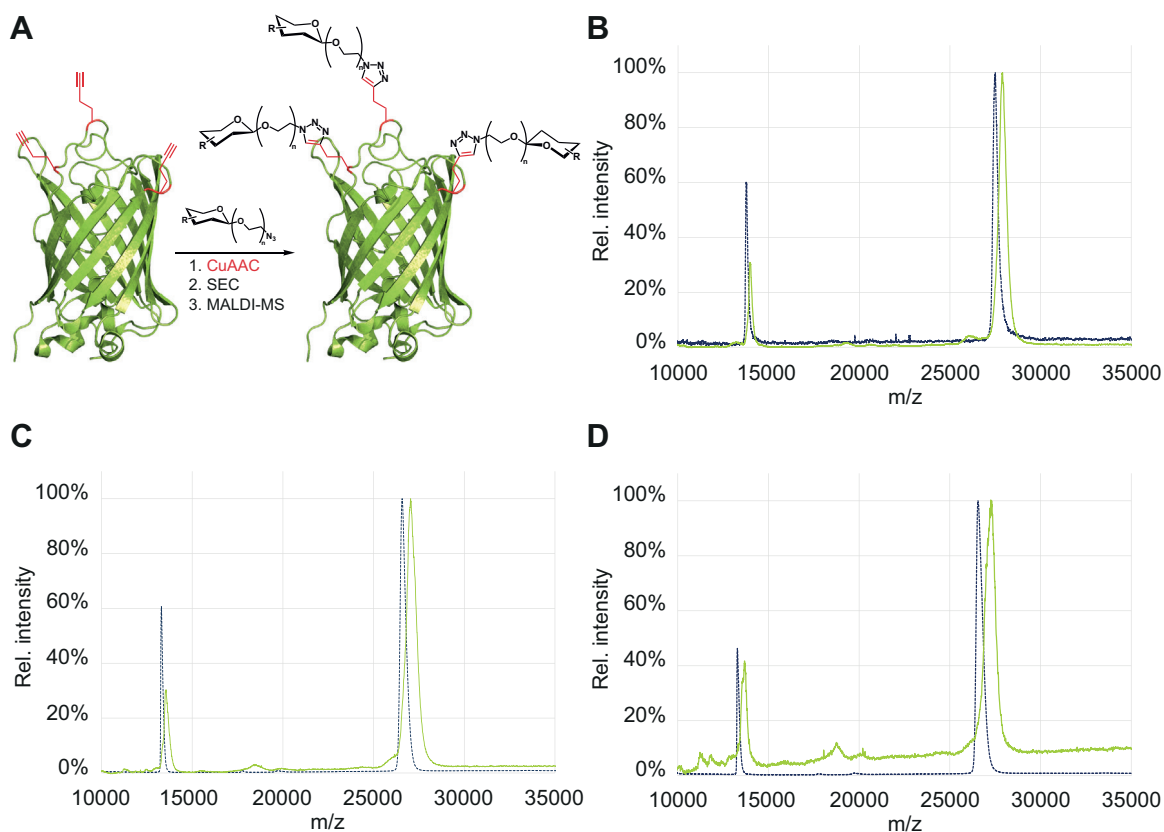 A
R
O
O
n
N
N
N
R
O
O
n
N
N
N
N
N
N
O
n
O
R
R
O
O
n
N3
1. CuAAC
2. SEC
3. MALDI-MS
B
Rel. intensity
100%
80%
60%
40%
20%
0%
10000 15000 20000 25000 30000 35000
m/z
C
Rel. intensity
100%
80%
60%
40%
20%
0%
10000 15000 20000 25000 30000 35000
m/z
D
Rel. intensity
100%
80%
60%
40%
20%
0%
10000 15000 20000 25000 30000 35000
m/z